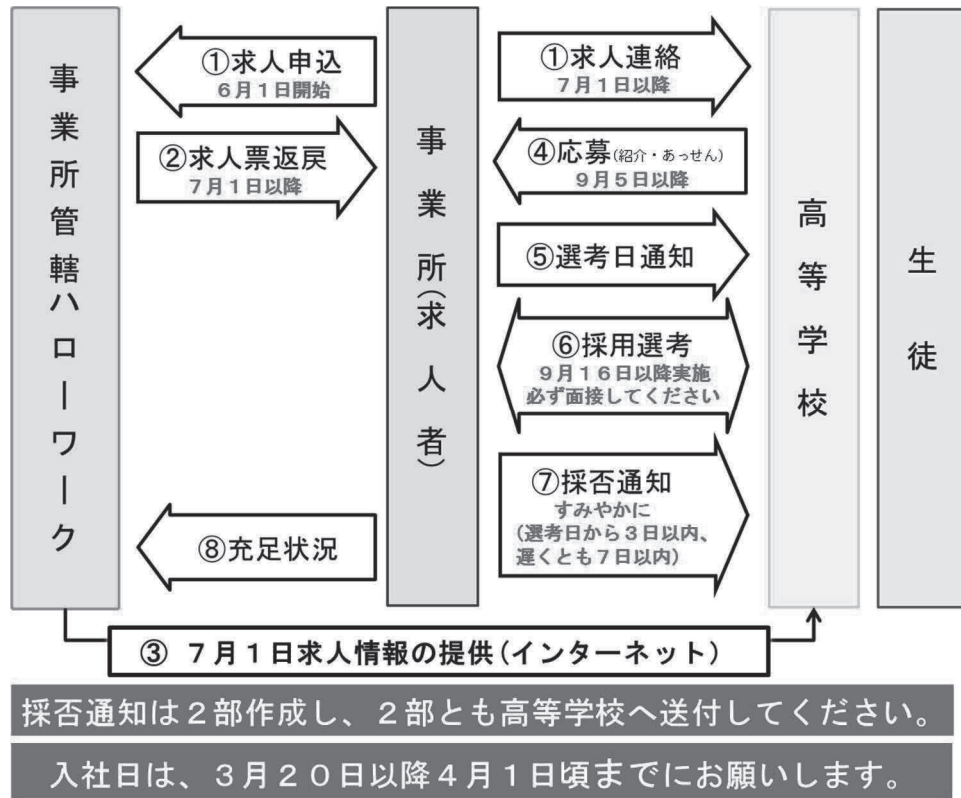 事業所管轄ハローワーク
①求人申込
6月1日開始
②求人票返戻
7月1日以降
⑧充足状況
事業所(求人者)
①求人連絡
7月1日以降
④応募(紹介・あっせん)
9月5日以降
⑤選考日通知
⑥採用選考
9月16日以降実施
必ず面接してください
⑦採否通知
すみやかに
(選考日から3日以内、
遅くとも7日以内)
高等学校
生徒
③ 7月1日求人情報の提供(インターネット)
採否通知は2部作成し、2部とも高等学校へ送付してください。
入社日は、3月20日以降4月1日頃までにお願いします。